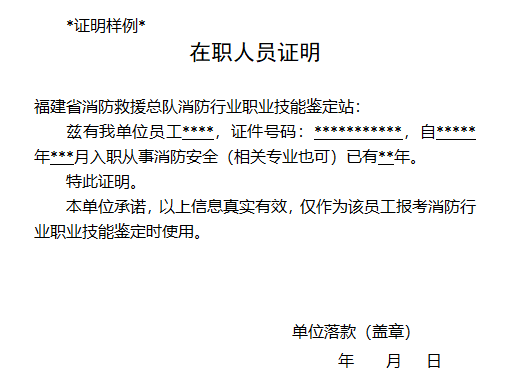 *证明样例*
在职人员证明
福建省消防救援总队消防行业职业技能鉴定站：
兹有我单位员工****，证件号码：***********，自*****
年***月入职从事消防安全（相关专业也可）已有**年。
特此证明。
本单位承诺，以上信息真实有效，仅作为该员工报考消防行
业职业技能鉴定时使用。
单位落款（盖章）
年 月 日